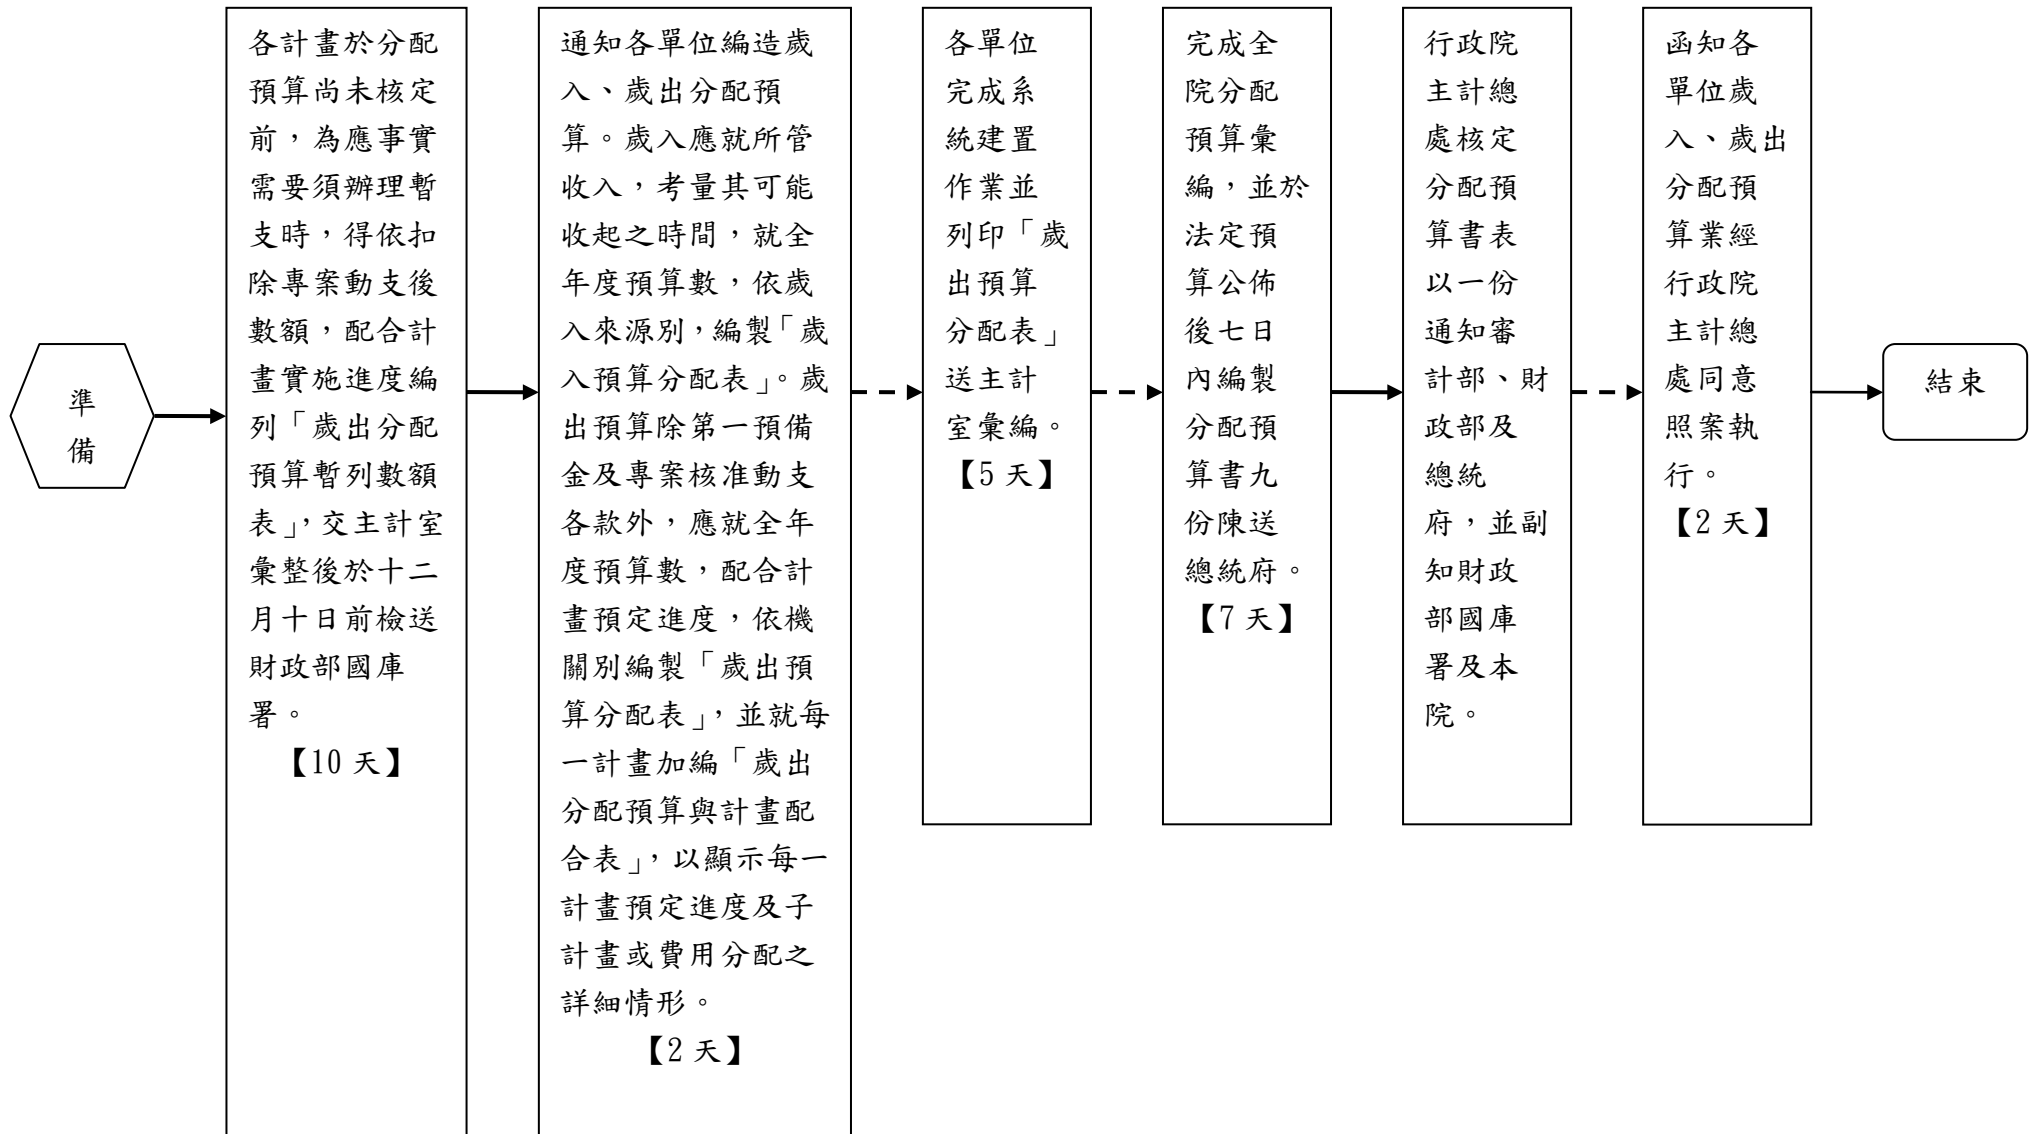 準
備
各計畫於分配
預算尚未核定
前，為應事實
需要須辦理暫
支時，得依扣
除專案動支後
數額，配合計
畫實施進度編
列「歲出分配
預算暫列數額
表」，交主計室
彙整後於十二
月十日前檢送
財政部國庫
署。
【10 天】
通知各單位編造歲
入、歲出分配預
算。歲入應就所管
收入，考量其可能
收起之時間，就全
年度預算數，依歲
入來源別，編製「歲
入預算分配表」。歲
出預算除第一預備
金及專案核准動支
各款外，應就全年
度預算數，配合計
畫預定進度，依機
關別編製「歲出預
算分配表」，並就每
一計畫加編「歲出
分配預算與計畫配
合表」，以顯示每一
計畫預定進度及子
計畫或費用分配之
詳細情形。
【2 天】
各單位
完成系
統建置
作業並
列印「歲
出預算
分配表」
送主計
室彙編。
【5 天】
完成全
院分配
預算彙
編，並於
法定預
算公佈
後七日
內編製
分配預
算書九
份陳送
總統府。
【7 天】
行政院
主計總
處核定
分配預
算書表
以一份
通知審
計部、財
政部及
總統
府，並副
知財政
部國庫
署及本
院。
函知各
單位歲
入、歲出
分配預
算業經
行政院
主計總
處同意
照案執
行。
【2 天】
結束